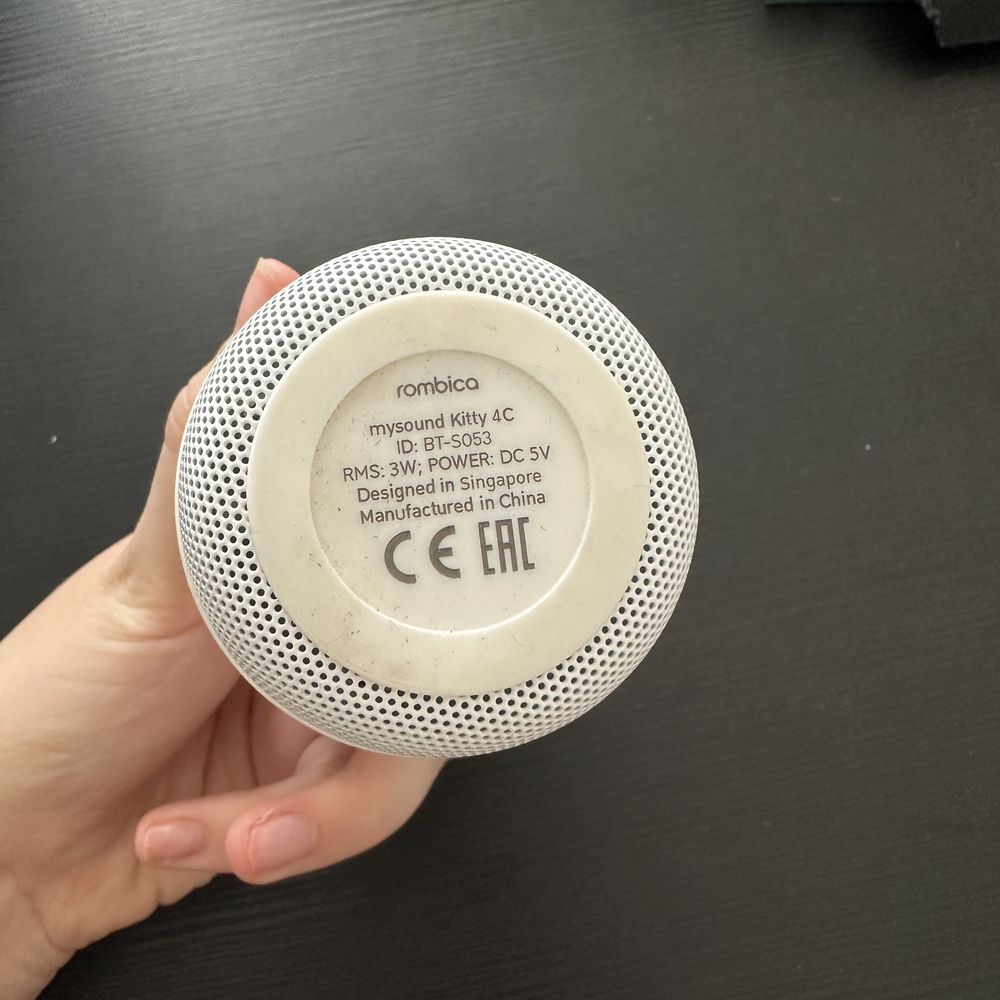 rombica
mysound Kitty 4C
ID: BT-S053
RMS: 3W; POWER: DC 5V
Designed in Singapore
Manufactured in China
CE EAC